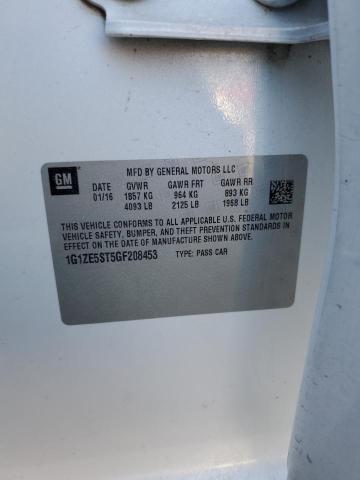 GM
MFD BY GENERAL MOTORS LLC
DATE GVWR GAWR FRT GAWR RR
01/16 1857 KG 964 KG 893 KG
4093 LB 2125 LB 1968 LB
THIS VEHICLE CONFORMS TO ALL APPLICABLE U.S. FEDERAL MOTOR
VEHICLE SAFETY, BUMPER, AND THEFT PREVENTION STANDARDS
IN EFFECT ON THE DATE OF MANUFACTURE SHOWN ABOVE.
1G1ZE5ST5GF208453 TYPE: PASS CAR